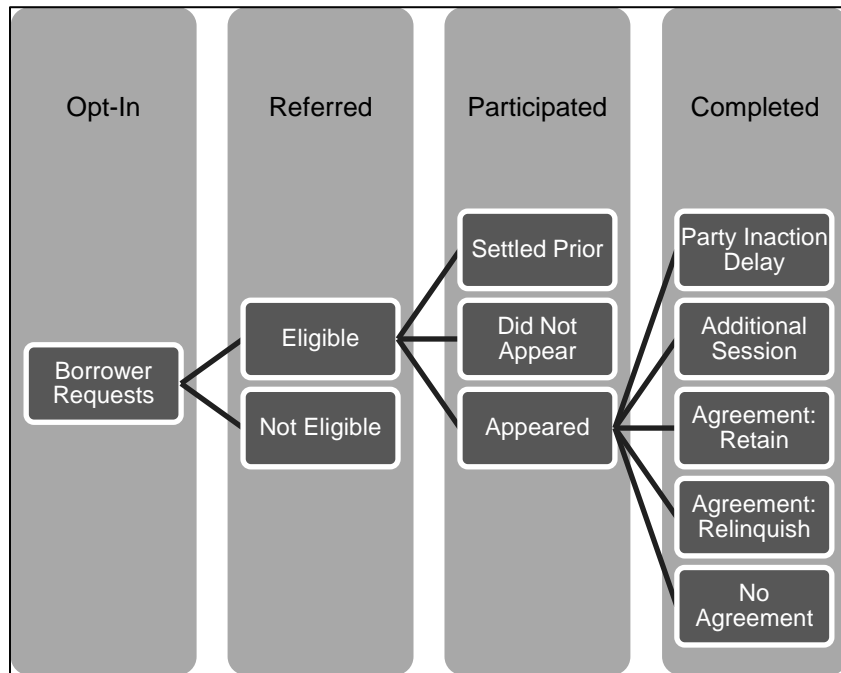 Opt-In
Referred
Participated
Completed
Borrower
Requests
Eligible
Not Eligible
Settled Prior
Did Not
Appear
Appeared
Party Inaction
Delay
Additional
Session
Agreement:
Retain
Agreement:
Relinquish
No
Agreement